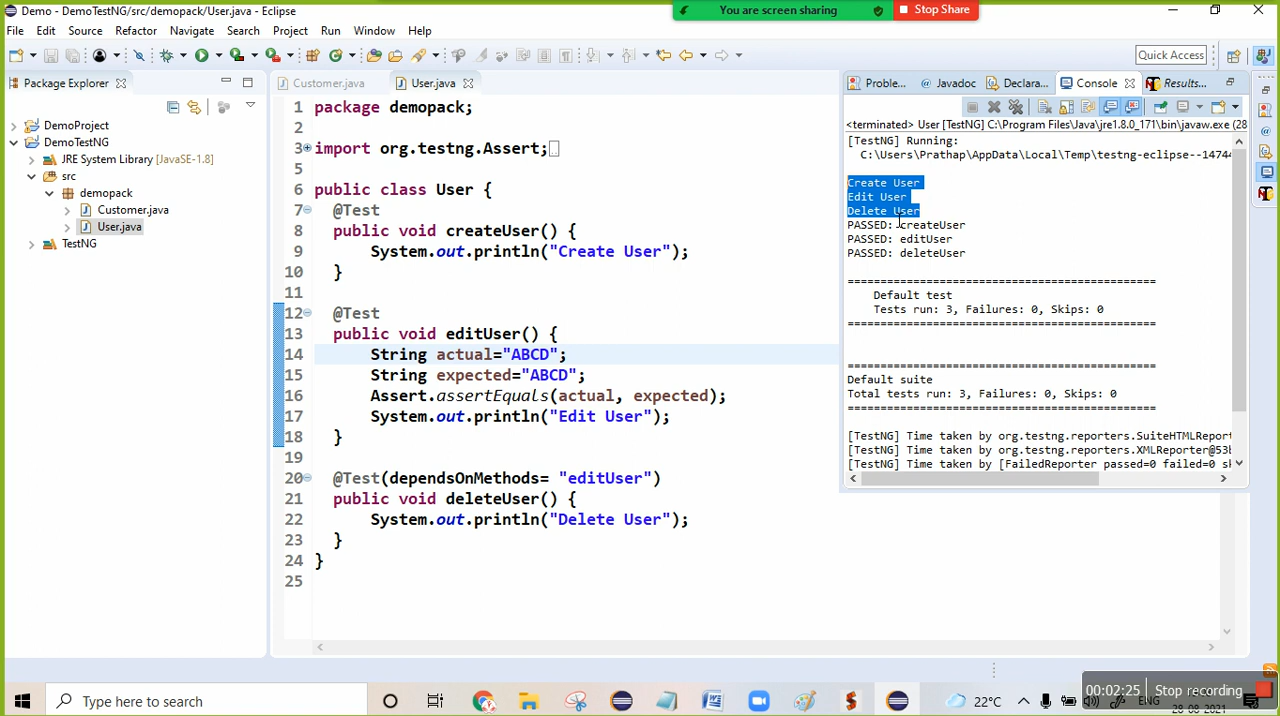 Demo - DemoTestNG/src/demopack/User.java - Eclipse
You are screen sharing
Stop Share
File Edit Source Refactor Navigate Search Project Run Window Help
Quick Access
Package Explorer
Customer.java
User.java
Proble...
Javadoc
Declara...
Console
Results...
DemoProject
DemoTestNG
JRE System Library [JavaSE-1.8]
src
demopack
Customer.java
User.java
TestNG
1 package demopack;
2
3 import org.testng.Assert;
5
6 public class User {
7 @Test
8 public void createUser() {
9 System.out.println("Create User");
10 }
11
12 @Test
13 public void editUser() {
14 String actual="ABCD";
15 String expected="ABCD";
16 Assert.assertEquals(actual, expected);
17 System.out.println("Edit User");
18 }
19
20 @Test(dependsOnMethods= "editUser")
21 public void deleteUser() {
22 System.out.println("Delete User");
23 }
24 }
25
<terminated> User [TestNG] C:\Program Files\Java\jre1.8.0_171\bin\javaw.exe (28
[TestNG] Running:
C:\Users\Prathap\AppData\Local\Temp\testng-eclipse--14744
Create User
Edit User
Delete User
PASSED: createUser
PASSED: editUser
PASSED: deleteUser
===============================================
Default test
Tests run: 3, Failures: 0, Skips: 0
===============================================
===============================================
Default suite
Total tests run: 3, Failures: 0, Skips: 0
===============================================
[TestNG] Time taken by org.testng.reporters.SuiteHTMLReport
[TestNG] Time taken by org.testng.reporters.XMLReporter@53b
[TestNG] Time taken by [FailedReporter passed=0 failed=0 sk
Type here to search
22°C
ENG
28-08-2021
00:02:25
Stop recording